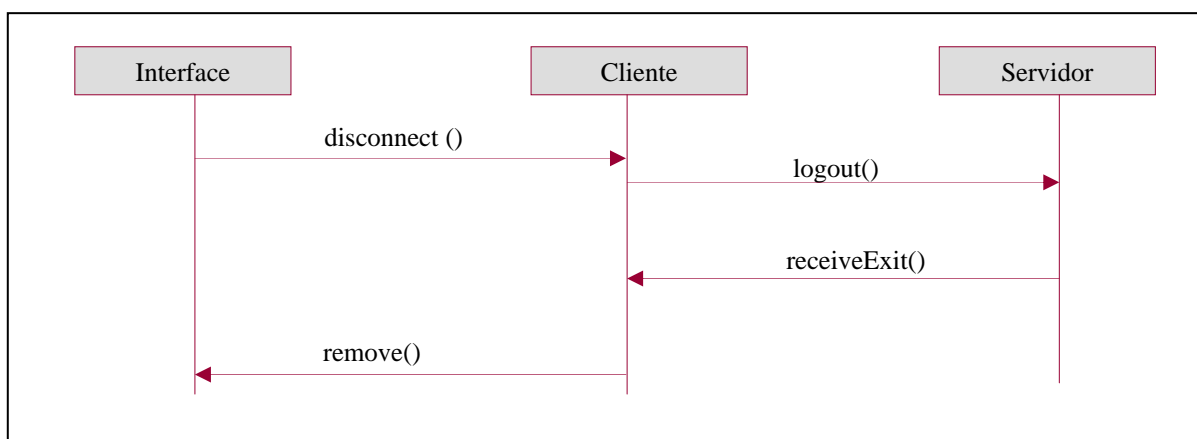 Interface
Cliente
Servidor
disconnect ()
logout()
receiveExit()
remove()